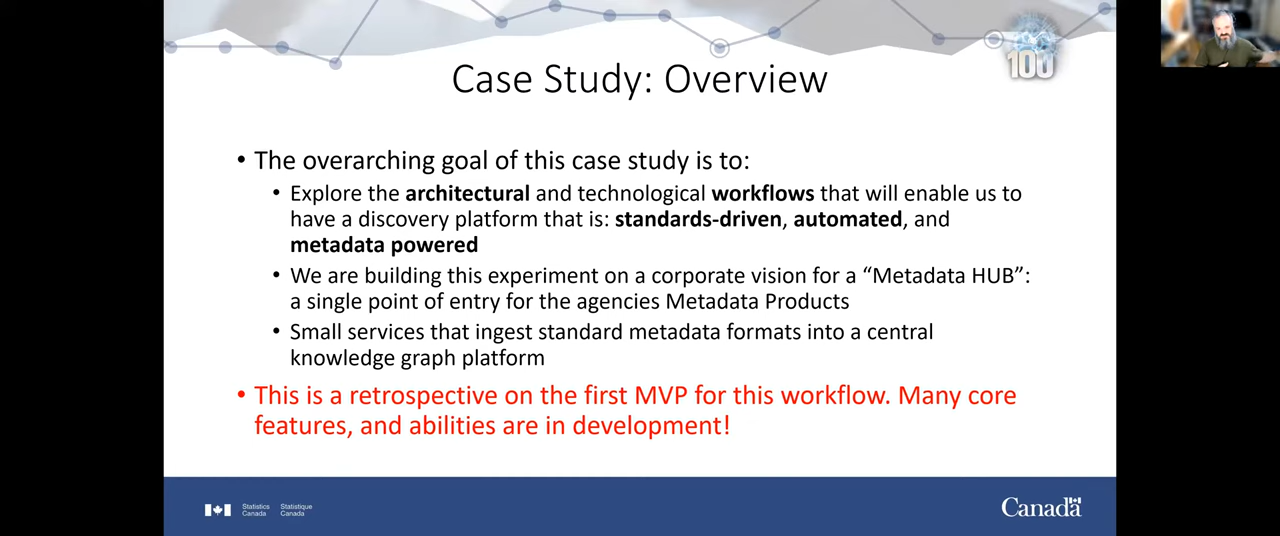 100
Case Study: Overview
• The overarching goal of this case study is to:
• Explore the architectural and technological workflows that will enable us to
have a discovery platform that is: standards-driven, automated, and
metadata powered
• We are building this experiment on a corporate vision for a “Metadata HUB”:
a single point of entry for the agencies Metadata Products
• Small services that ingest standard metadata formats into a central
knowledge graph platform
• This is a retrospective on the first MVP for this workflow. Many core
features, and abilities are in development!
Statistics Statistique
Canada Canada
Canada